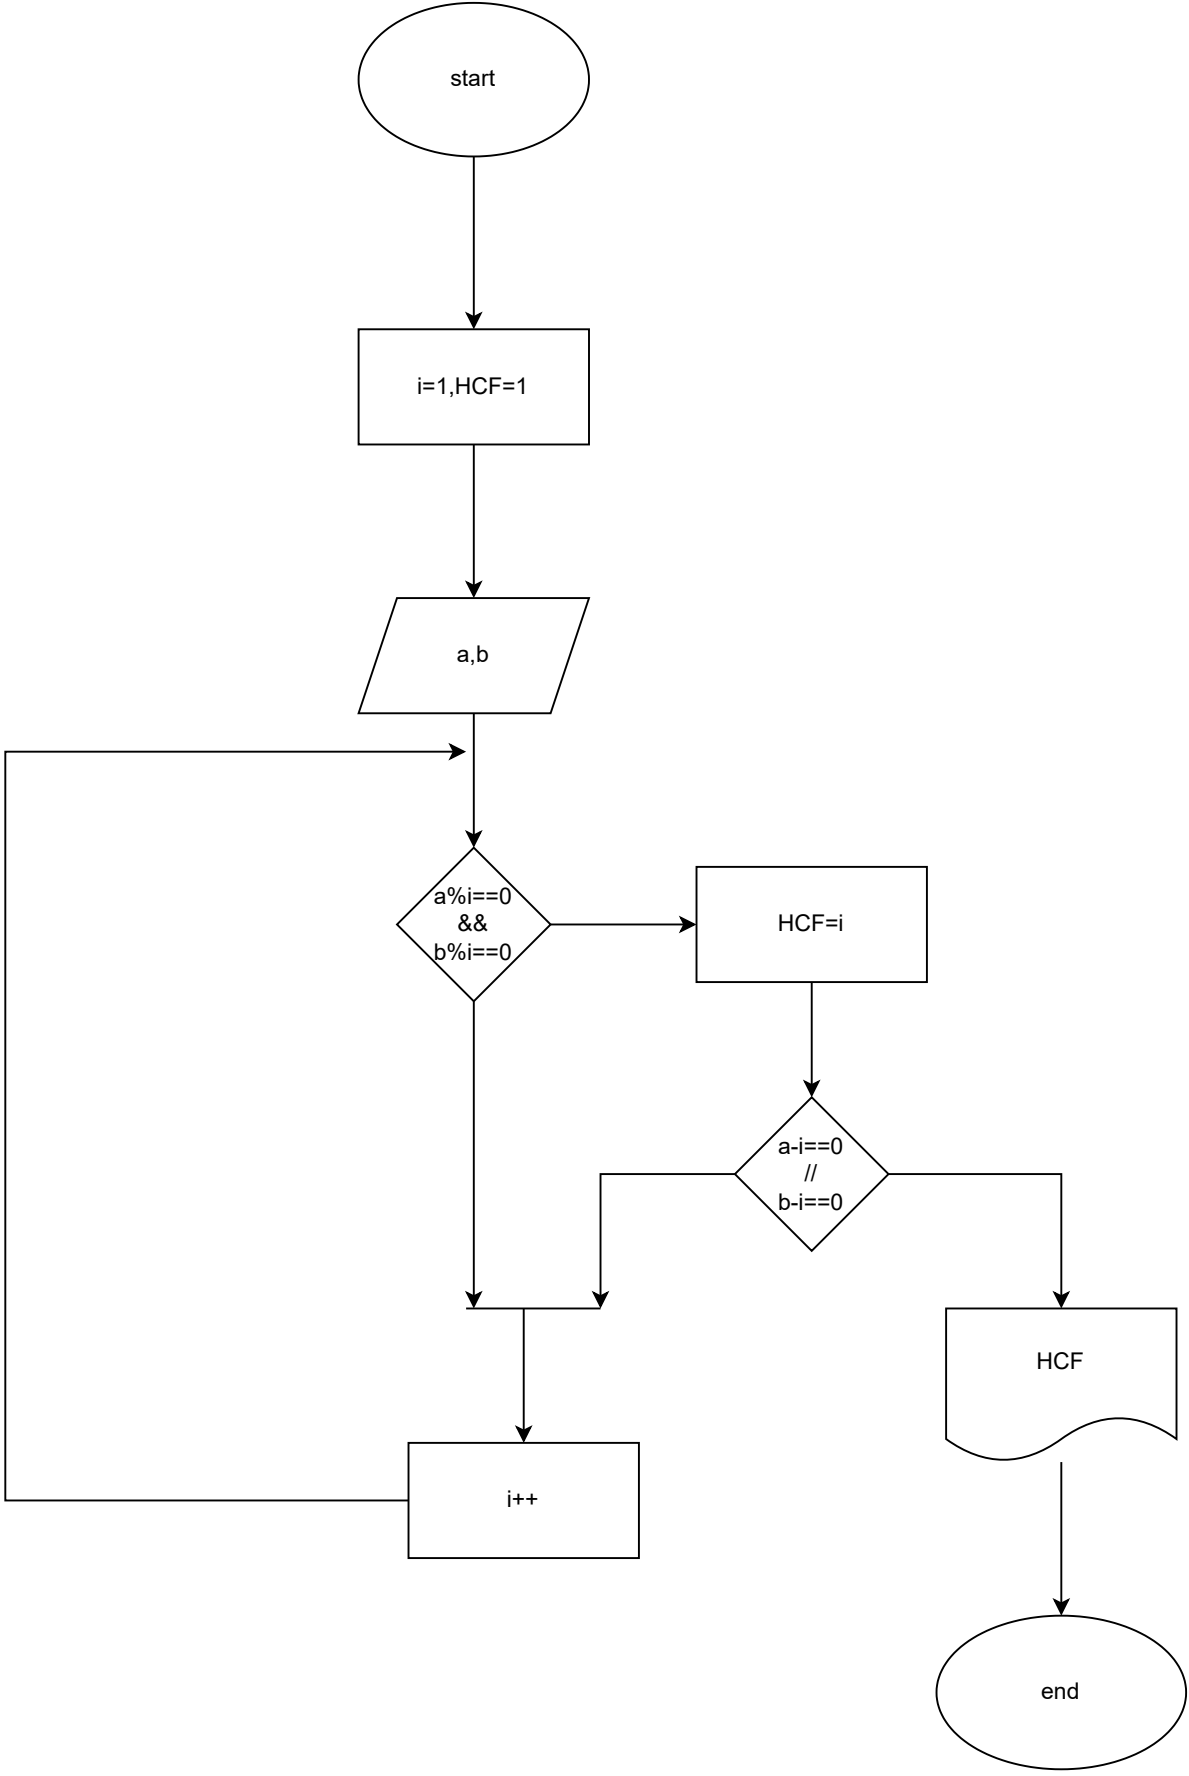 start
i=1,HCF=1
a,b
a%i==0
&&
b%i==0
HCF=i
a-i==0
//
b-i==0
HCF
i++
end